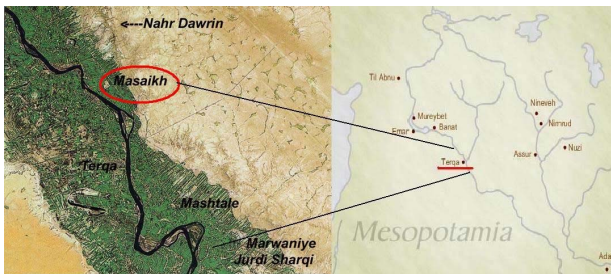 <----Nahr Dawrin
Masaikh
Terqa
Mashtale
Marwaniye
Jurdi Sharqi
Til Abnu
Mureybet
Emar
Banat
Terqa
Nineveh
Nimrud
Nuzi
Assur
Mesopotamia
Ada